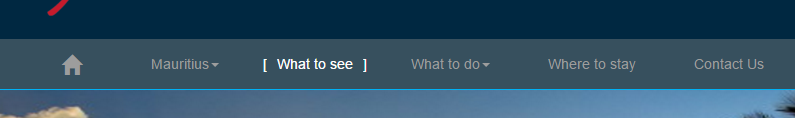 Mauritius [ What to see ] What to do Where to stay Contact Us